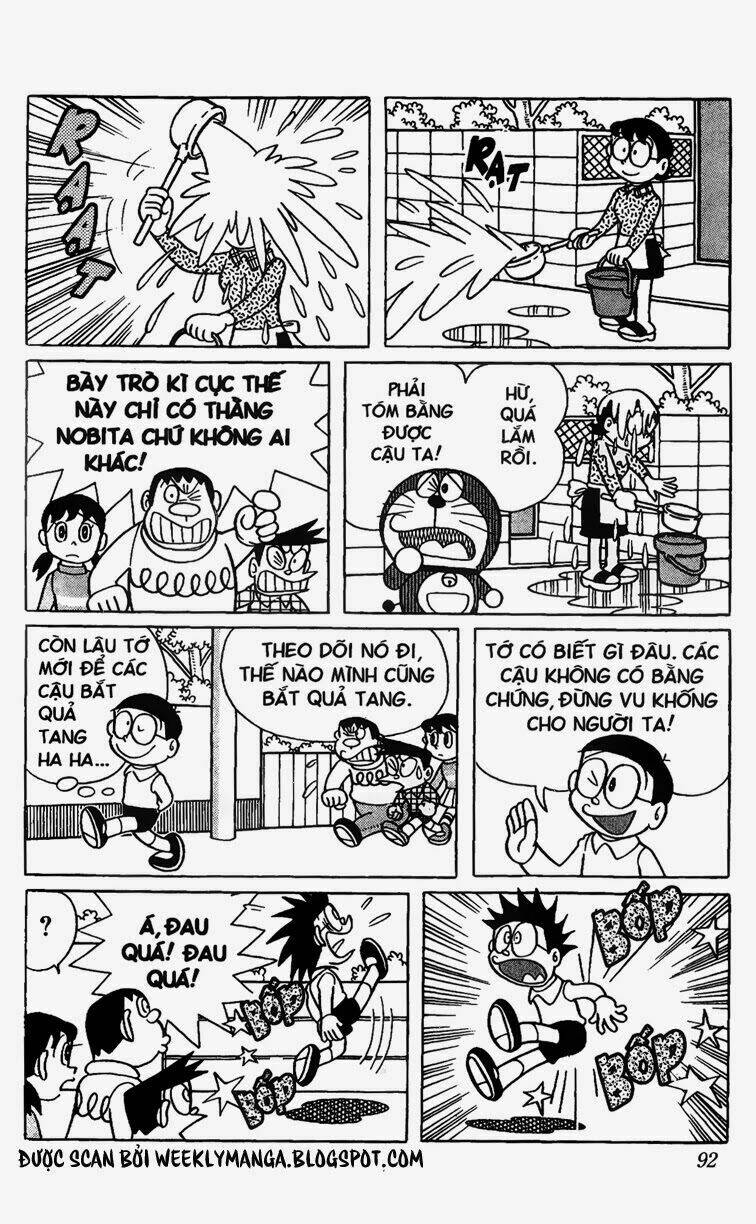 RẠT
RAAT
HỪ,
QUÁ
LẮM
RỒI.
PHẢI
TÓM BẰNG
ĐƯỢC
CẬU TA!
BÀY TRÒ KÌ CỤC THẾ
NÀY CHỈ CÓ THẰNG
NOBITA CHỨ KHÔNG AI
KHÁC!
TỚ CÓ BIẾT GÌ ĐÂU. CÁC
CẬU KHÔNG CÓ BẰNG
CHỨNG, ĐỪNG VU KHỐNG
CHO NGƯỜI TA!
THEO DÕI NÓ ĐI,
THẾ NÀO MÌNH CŨNG
BẮT QUẢ TANG.
CÒN LÂU TỚ
MỚI ĐỂ CÁC
CẬU BẮT
QUẢ
TANG
HA HA...
BỐP
BỐP
Á, ĐAU
QUÁ! ĐAU
QUÁ!
BỐP
BỐP
?
ĐƯỢC SCAN BỞI WEEKLYMANGA.BLOGSPOT.COM
92